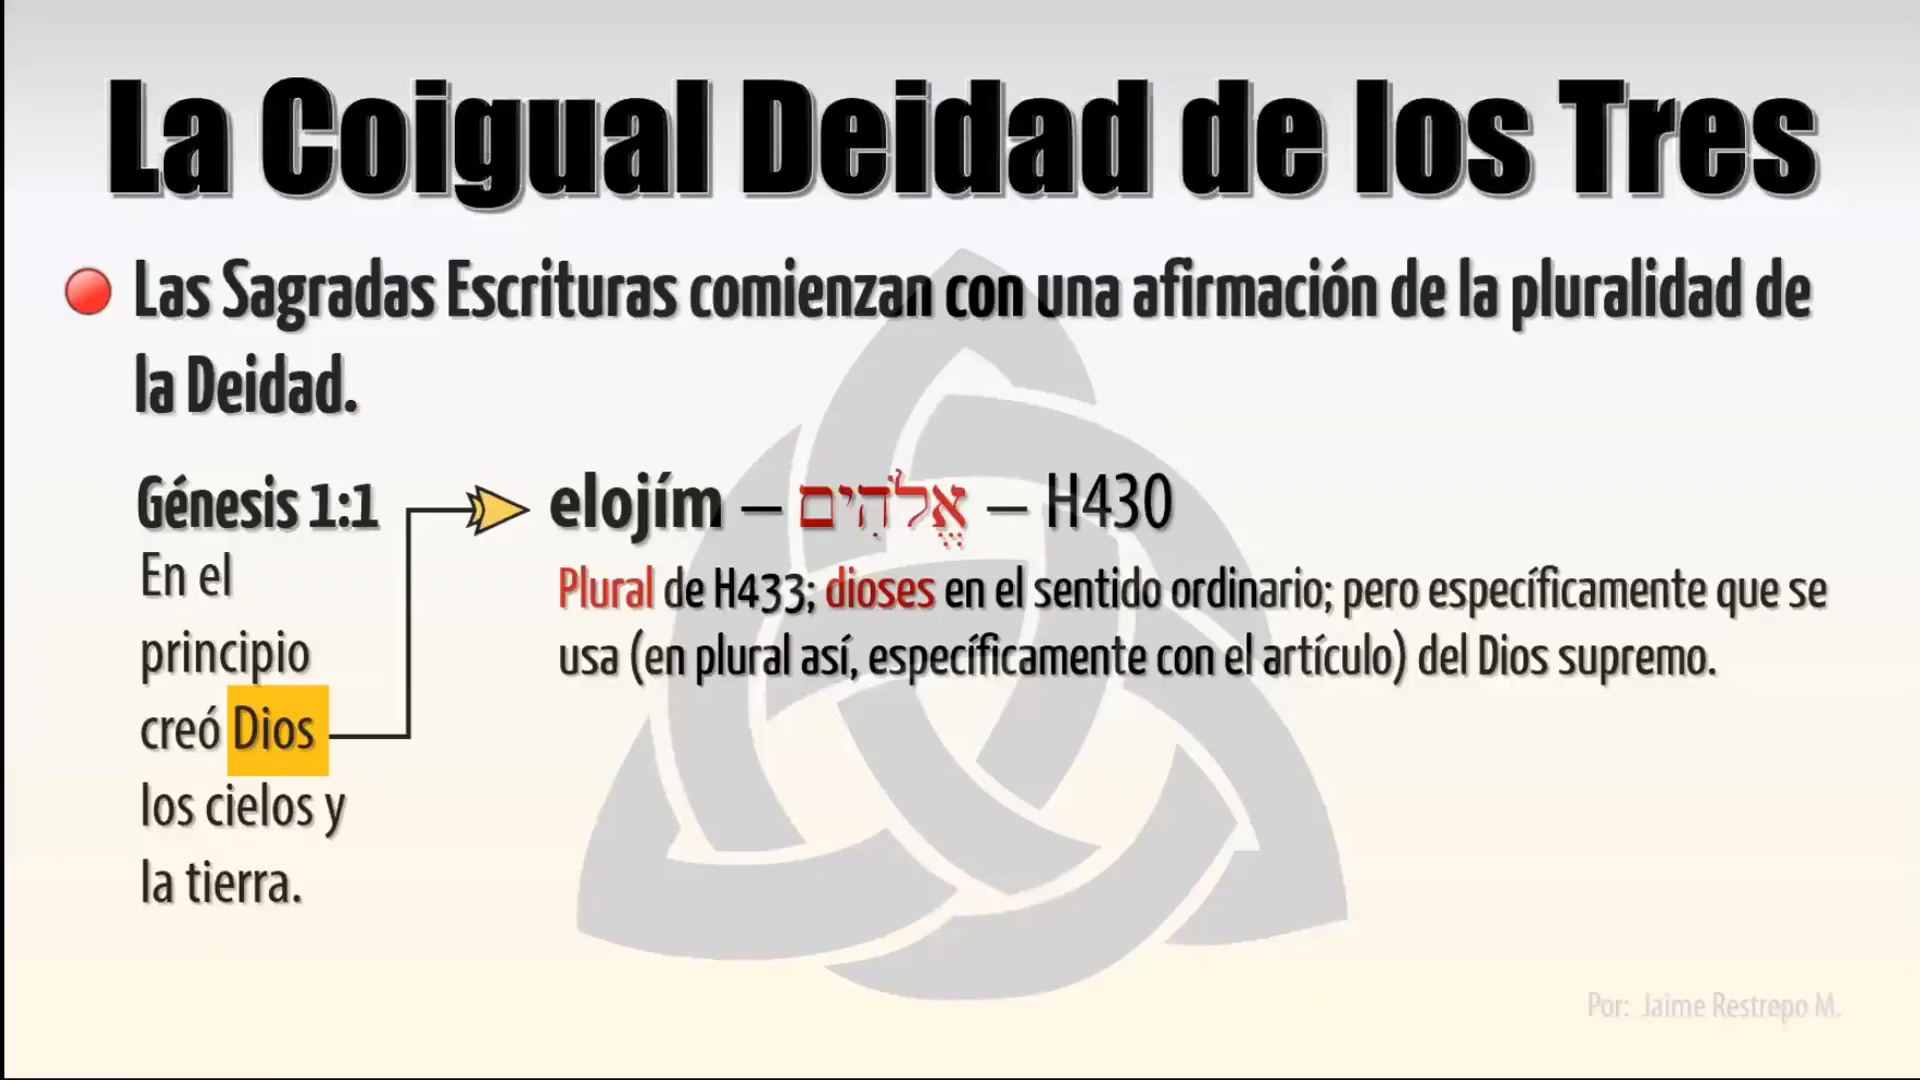 La Coigual Deidad de los Tres
Las Sagradas Escrituras comienzan con una afirmación de la pluralidad de
la Deidad.
Génesis 1:1
En el
principio
creó Dios
los cielos y
la tierra.
elojím – אֱלֹהִים – H430
Plural de H433; dioses en el sentido ordinario; pero específicamente que se
usa (en plural así, específicamente con el artículo) del Dios supremo.
Por: Jaime Restrepo M.